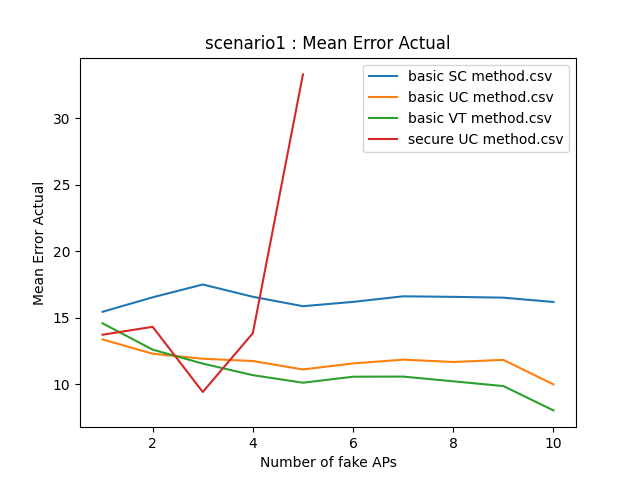 scenario1 : Mean Error Actual
basic SC method.csv
basic UC method.csv
basic VT method.csv
secure UC method.csv
Mean Error Actual
30
25
20
15
10
2 4 6 8 10
Number of fake APs